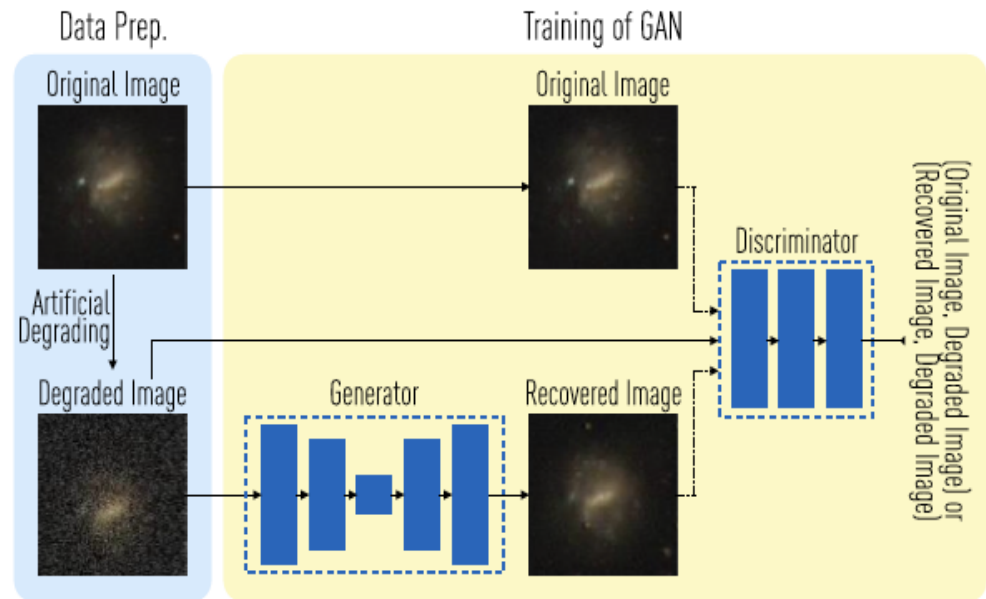 Data Prep.
Training of GAN
Original Image
Original Image
Artificial
Degrading
Degraded Image
Generator
Recovered Image
Discriminator
(Original Image, Degraded Image) or
(Recovered Image, Degraded Image)